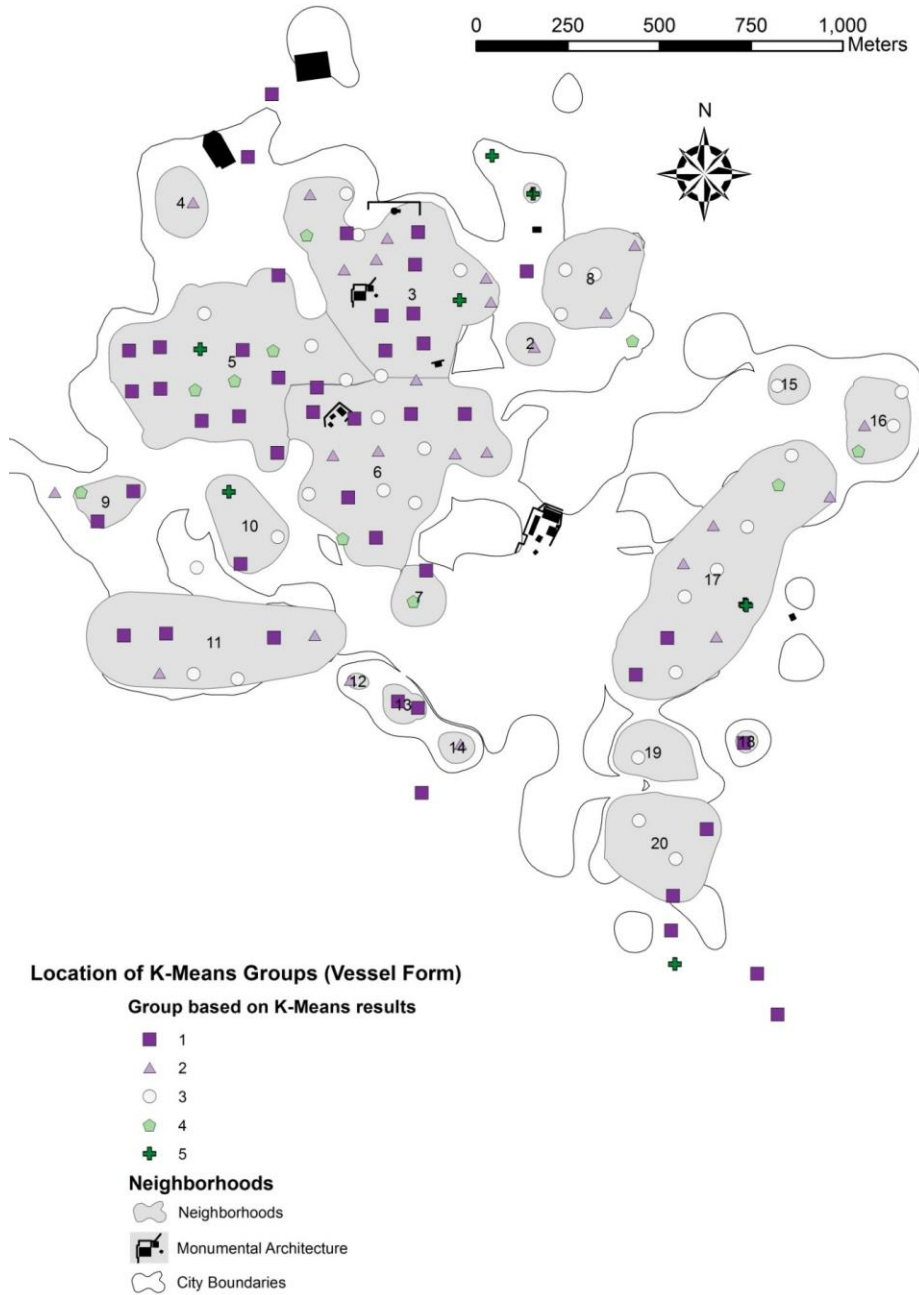 0 250 500 750 1,000
Meters
N
4
3
8
2
5
15
16
6
9
10
17
7
11
12
13
14
18
19
20
Location of K-Means Groups (Vessel Form)
Group based on K-Means results
1
2
3
4
5
Neighborhoods
Neighborhoods
Monumental Architecture
City Boundaries